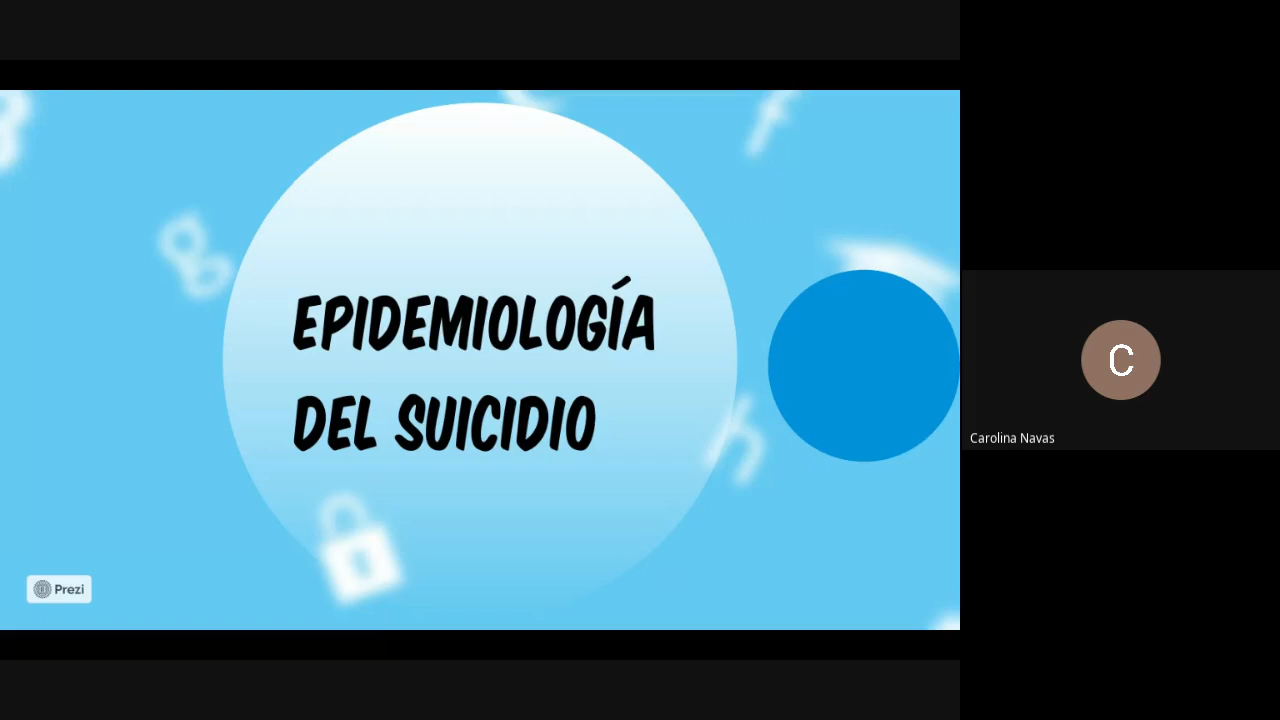 EPIDEMIOLOGÍA
DEL SUICIDIO
Prezi
C
Carolina Navas